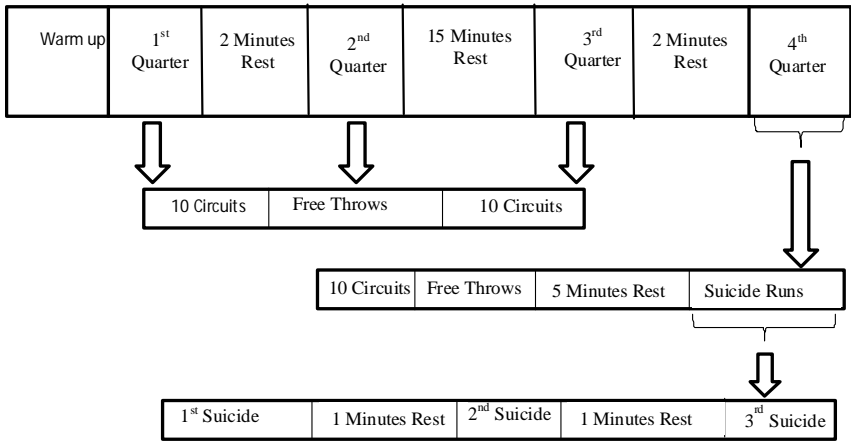 Warm up
1st Quarter
2 Minutes Rest
2nd Quarter
15 Minutes Rest
3rd Quarter
2 Minutes Rest
4th Quarter
10 Circuits
Free Throws
10 Circuits
10 Circuits
Free Throws
5 Minutes Rest
Suicide Runs
1st Suicide
1 Minutes Rest
2nd Suicide
1 Minutes Rest
3rd Suicide